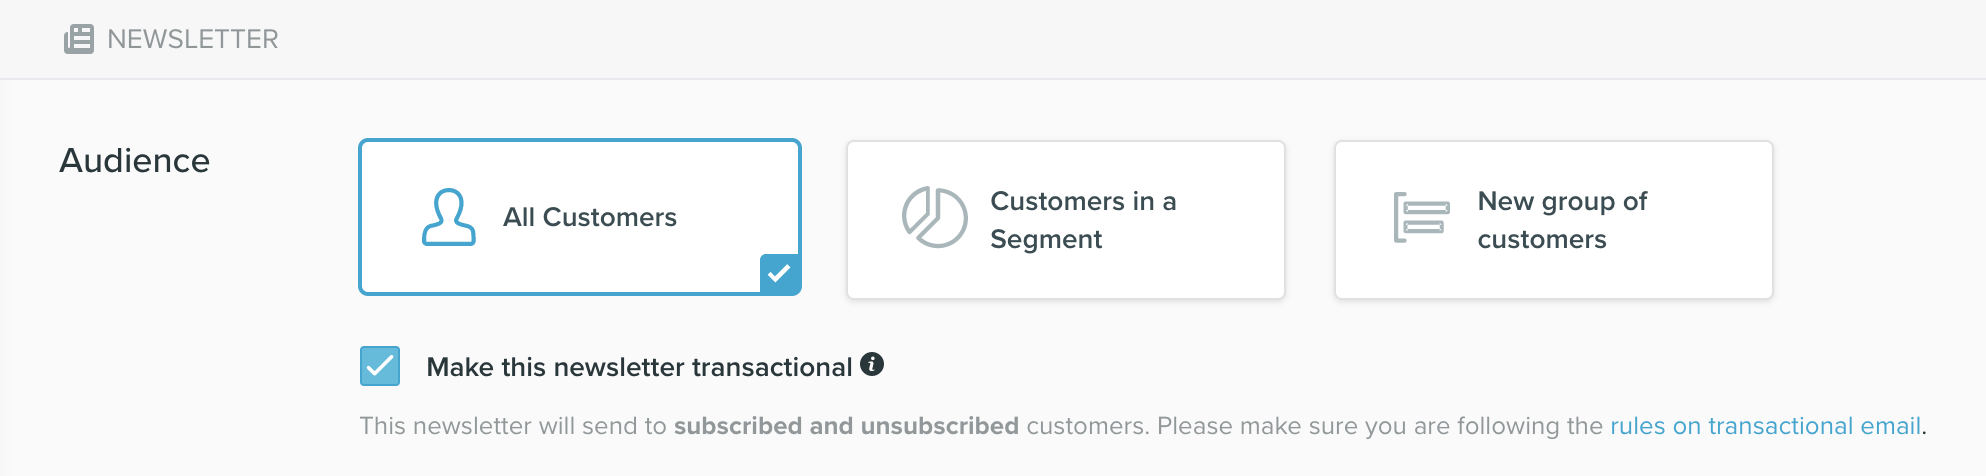 NEWSLETTER
Audience
All Customers
Customers in a
Segment
New group of
customers
Make this newsletter transactional i
This newsletter will send to subscribed and unsubscribed customers. Please make sure you are following the rules on transactional email.